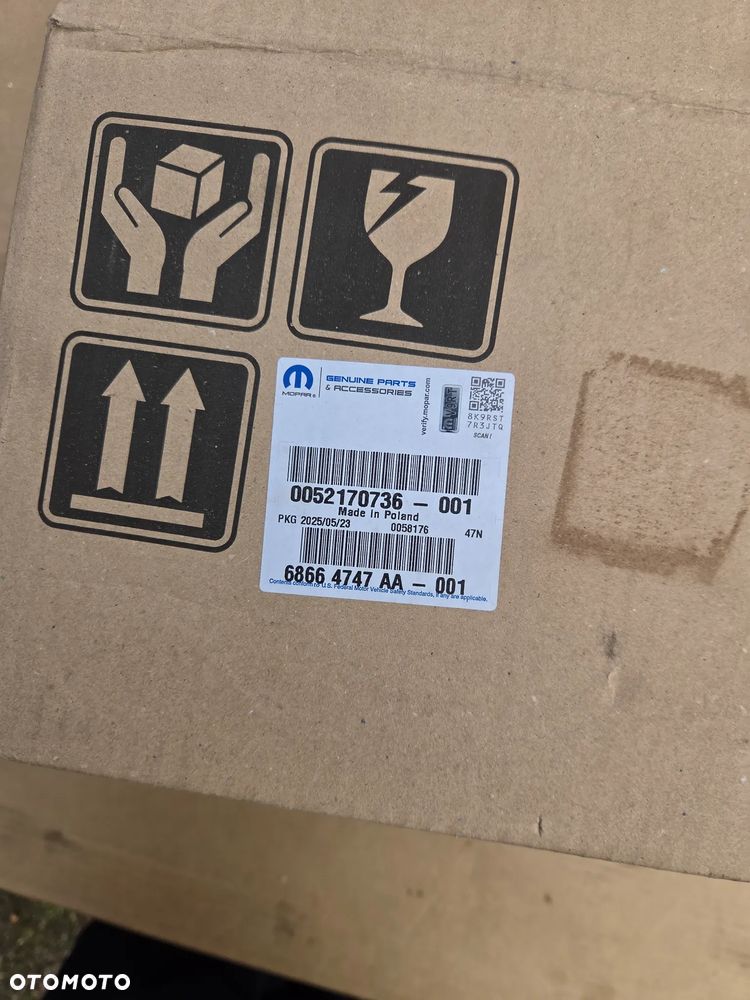 MOPAR®
GENUINE PARTS
& ACCESSORIES
verify.mopar.com
8K9RST
7R3JTQ
SCAN!
0052170736 - 001
Made in Poland
PKG 2025/05/23 0058176 47N
6866 4747 AA - 001
Contents conform to U.S. Federal Motor Vehicle Safety Standards, if any are applicable.
OTOMOTO